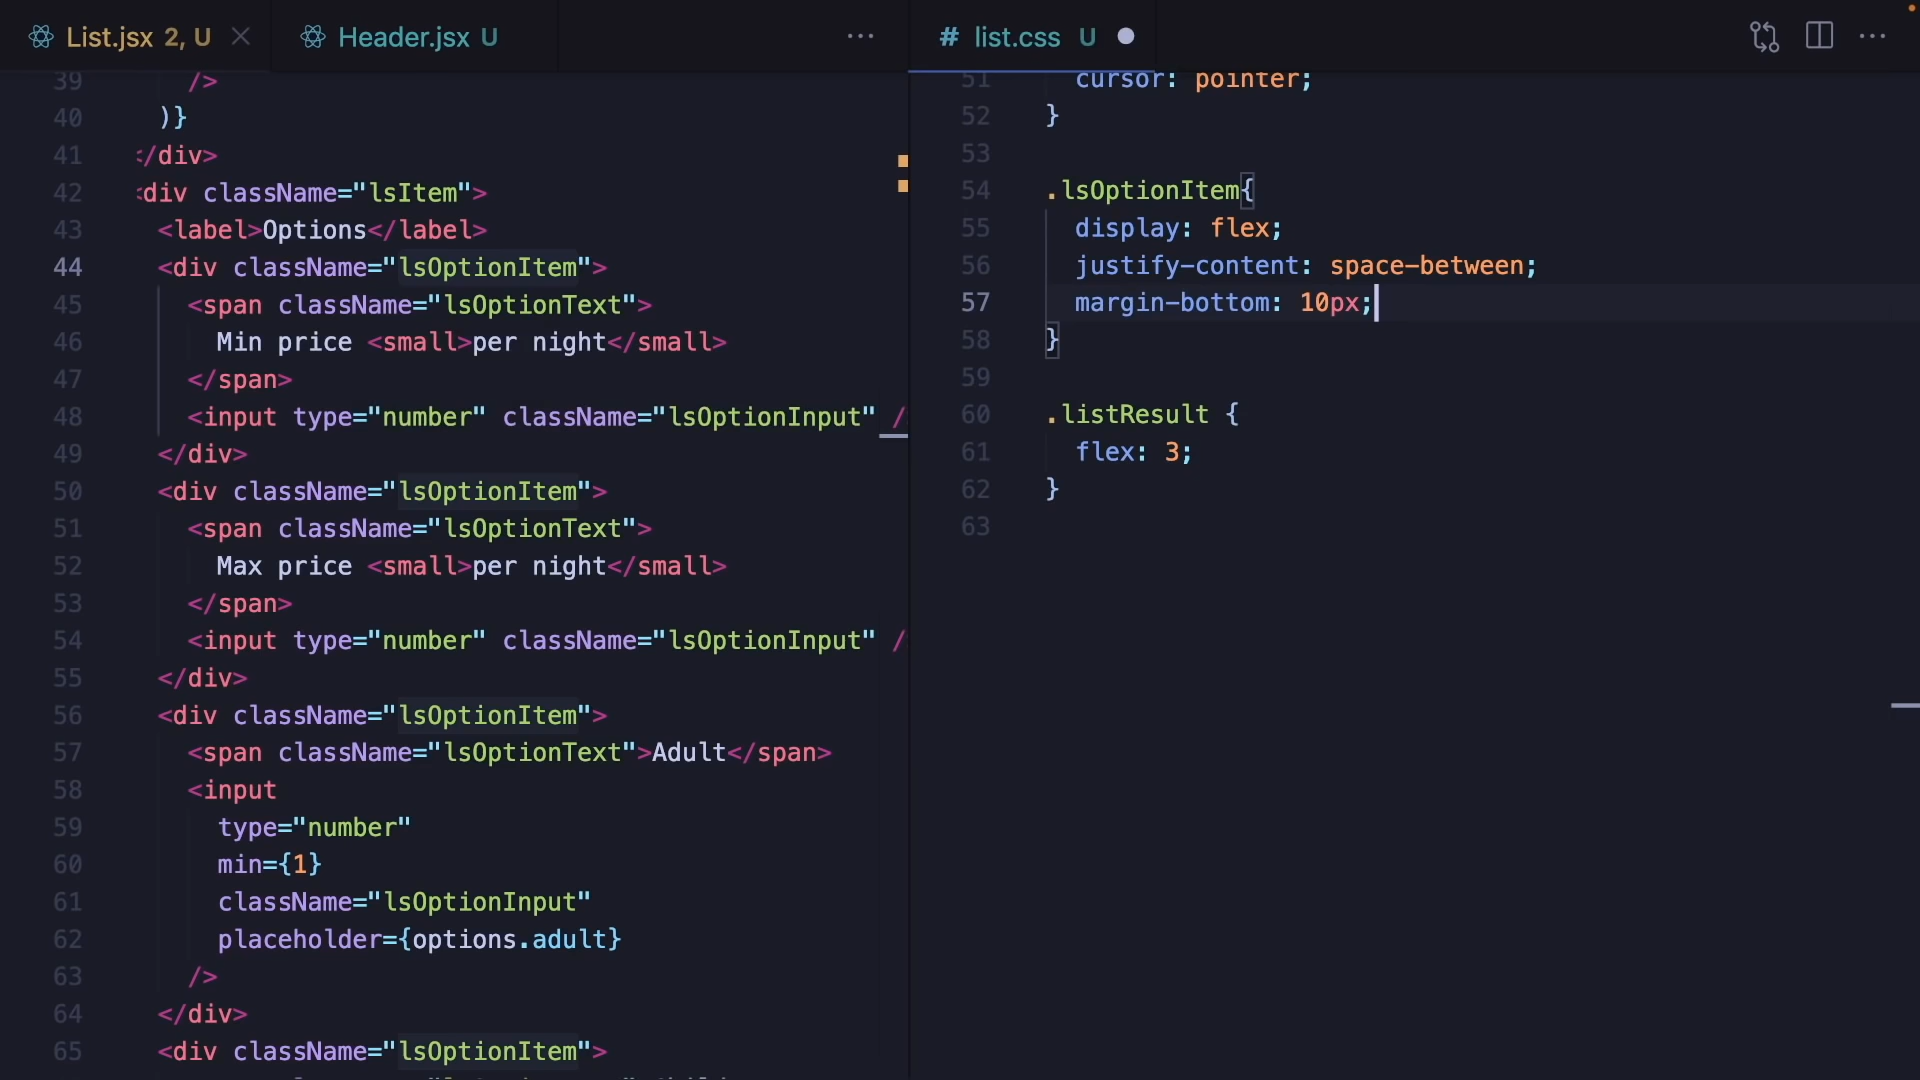 List.jsx 2, U
Header.jsx U
···
39 />
40 )}
41 </div>
42 div className="lsItem">
43 <label>Options</label>
44 <div className="lsOptionItem">
45 <span className="lsOptionText">
46 Min price <small>per night</small>
47 </span>
48 <input type="number" className="lsOptionInput" /
49 </div>
50 <div className="lsOptionItem">
51 <span className="lsOptionText">
52 Max price <small>per night</small>
53 </span>
54 <input type="number" className="lsOptionInput" /
55 </div>
56 <div className="lsOptionItem">
57 <span className="lsOptionText">Adult</span>
58 <input
59 type="number"
60 min={1}
61 className="lsOptionInput"
62 placeholder={options.adult}
63 />
64 </div>
65 <div className="lsOptionItem">
# list.css U
···
51 cursor: pointer;
52 }
53
54 .lsOptionItem{
55 display: flex;
56 justify-content: space-between;
57 margin-bottom: 10px;
58 }
59
60 .listResult {
61 flex: 3;
62 }
63